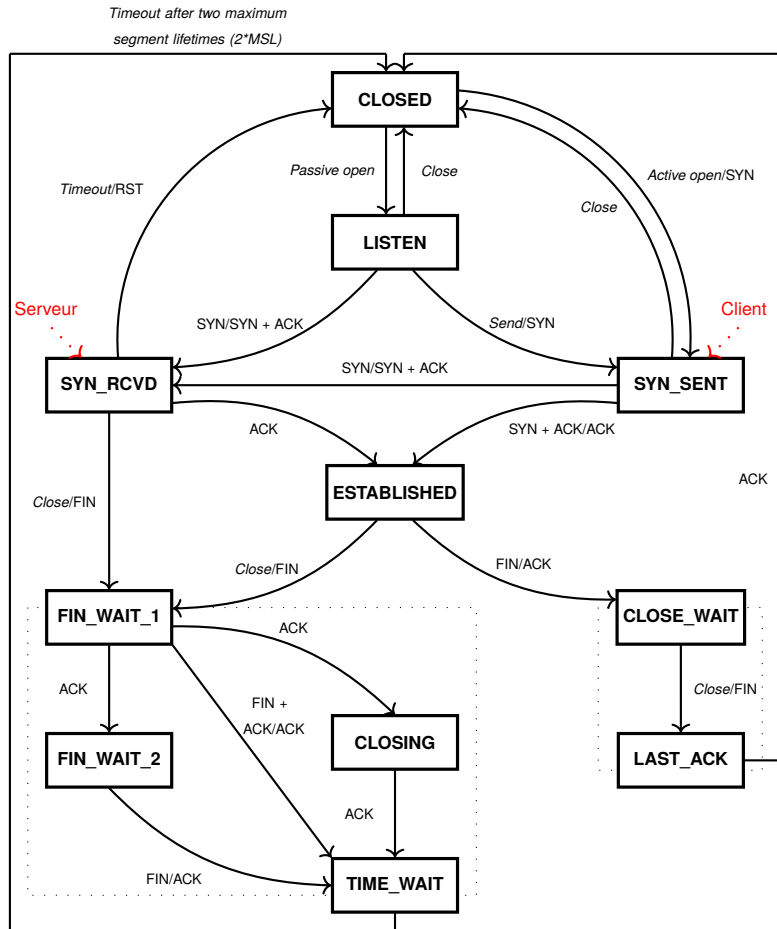 Timeout after two maximum
segment lifetimes (2*MSL)
CLOSED
Passive open
Close
Timeout/RST
Active open/SYN
Close
LISTEN
Serveur
Client
SYN/SYN + ACK
Send/SYN
SYN_RCVD
SYN/SYN + ACK
SYN_SENT
ACK
SYN + ACK/ACK
ESTABLISHED
ACK
Close/FIN
Close/FIN
FIN/ACK
FIN_WAIT_1
CLOSE_WAIT
ACK
ACK
FIN +
ACK/ACK
Close/FIN
FIN_WAIT_2
CLOSING
LAST_ACK
ACK
FIN/ACK
TIME_WAIT